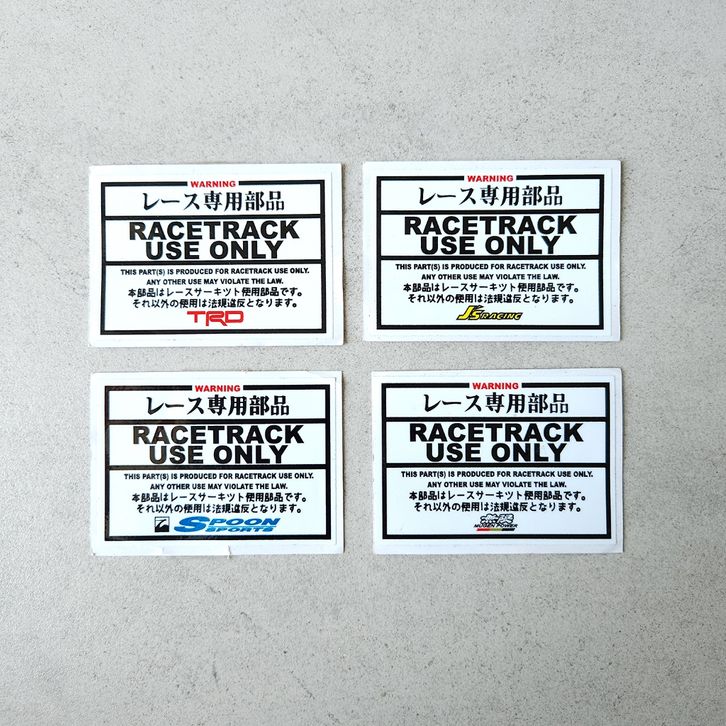 WARNING
レース専用部品
RACETRACK
USE ONLY
THIS PART(S) IS PRODUCED FOR RACETRACK USE ONLY.
ANY OTHER USE MAY VIOLATE THE LAW.
本部品はレースサーキツト使用部品です。
それ以外の使用は法規違反となります。
TRD
WARNING
レース専用部品
RACETRACK
USE ONLY
THIS PART(S) IS PRODUCED FOR RACETRACK USE ONLY.
ANY OTHER USE MAY VIOLATE THE LAW.
本部品はレースサーキツト使用部品です。
それ以外の使用は法規違反となります。
J'S RACING
WARNING
レース専用部品
RACETRACK
USE ONLY
THIS PART(S) IS PRODUCED FOR RACETRACK USE ONLY.
ANY OTHER USE MAY VIOLATE THE LAW.
本部品はレースサーキツト使用部品です。
それ以外の使用は法規違反となります。
SPOON
SPORTS
WARNING
レース専用部品
RACETRACK
USE ONLY
THIS PART(S) IS PRODUCED FOR RACETRACK USE ONLY.
ANY OTHER USE MAY VIOLATE THE LAW.
本部品はレースサーキツト使用部品です。
それ以外の使用は法規違反となります。
無限
MUGEN POWER